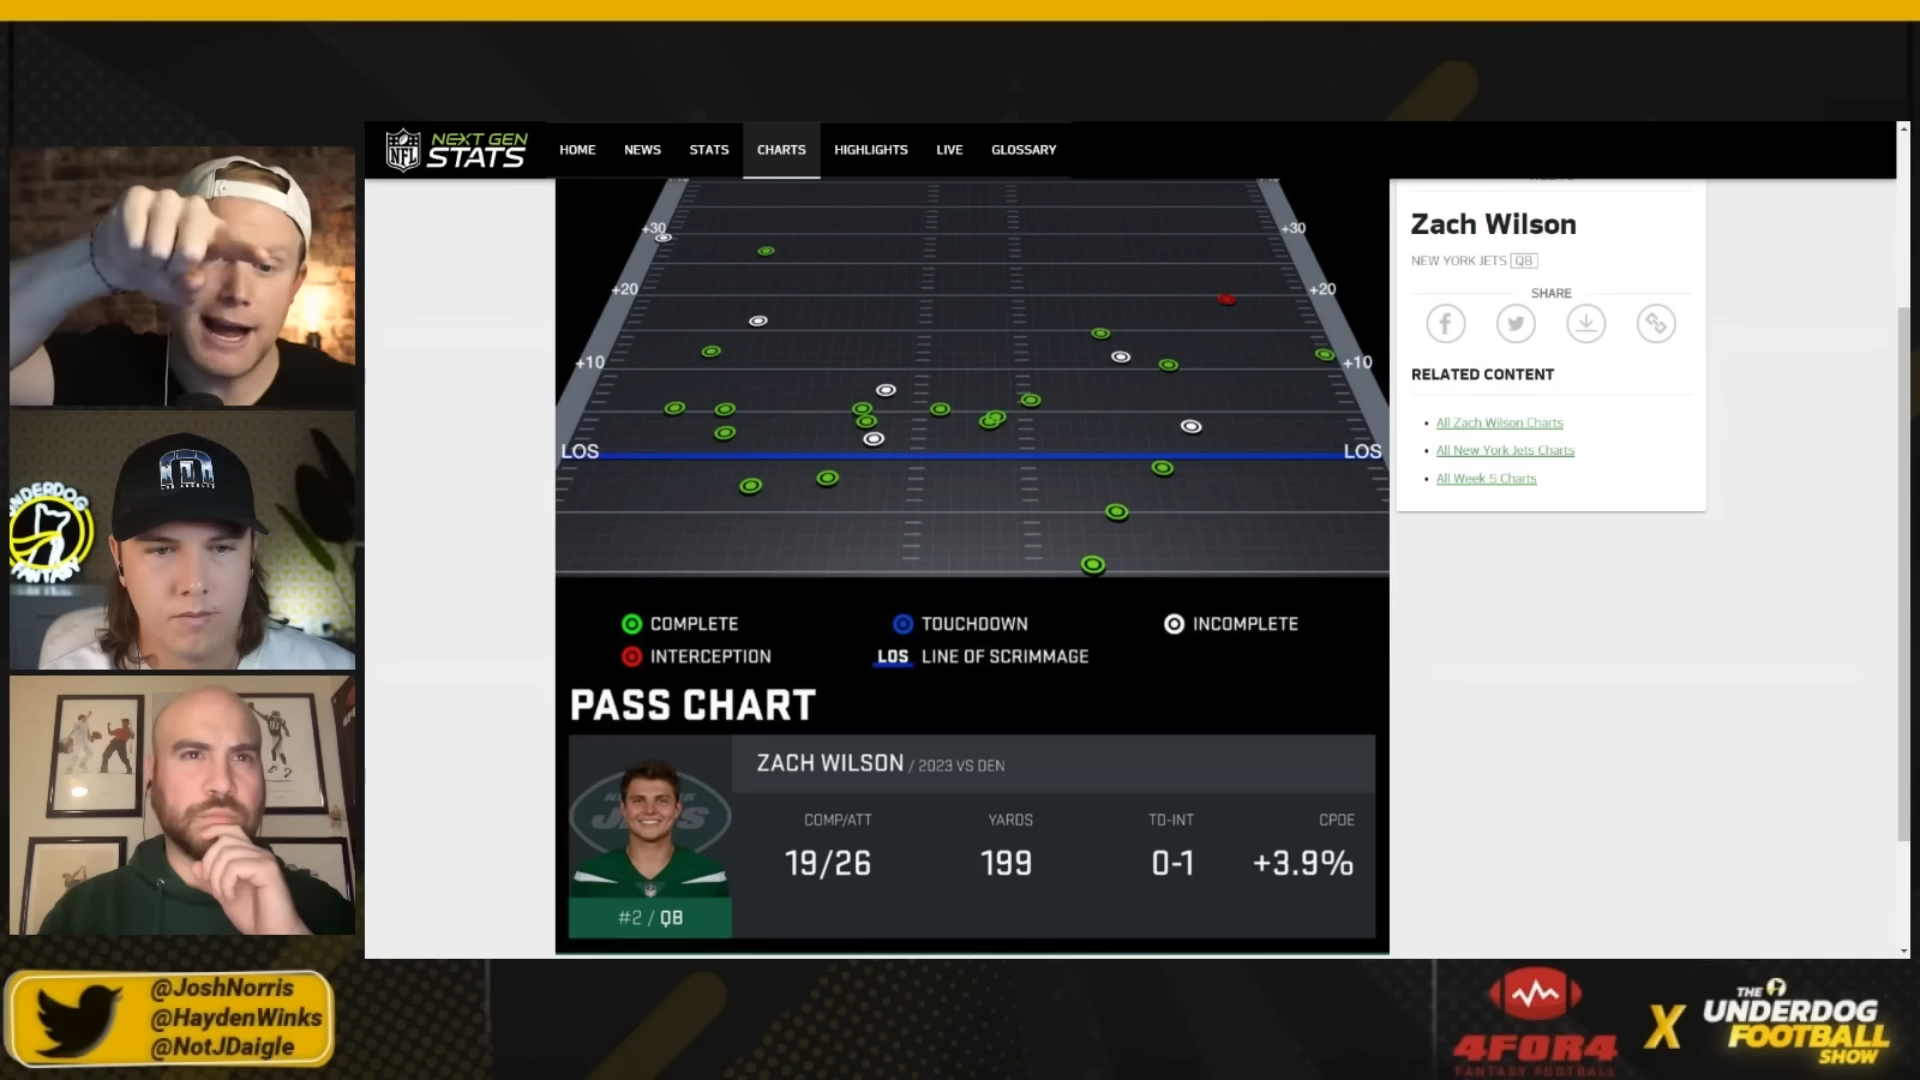 NFL NEXT GEN STATS
HOME NEWS STATS CHARTS HIGHLIGHTS LIVE GLOSSARY
+30 +30
+20 +20
+10 +10
LOS LOS
COMPLETE TOUCHDOWN INCOMPLETE
INTERCEPTION LOS LINE OF SCRIMMAGE
PASS CHART
ZACH WILSON / 2023 VS DEN
COMP/ATT YARDS TD-INT CPOE
19/26 199 0-1 +3.9%
#2 / QB
Zach Wilson
NEW YORK JETS QB
SHARE
RELATED CONTENT
All Zach Wilson Charts
All New York Jets Charts
All Week 5 Charts
UNDERDOG
FANTASY
@JoshNorris
@HaydenWinks
@NotJDaigle
4FOR4
FANTASY FOOTBALL
X
THE
UNDERDOG
FOOTBALL
SHOW